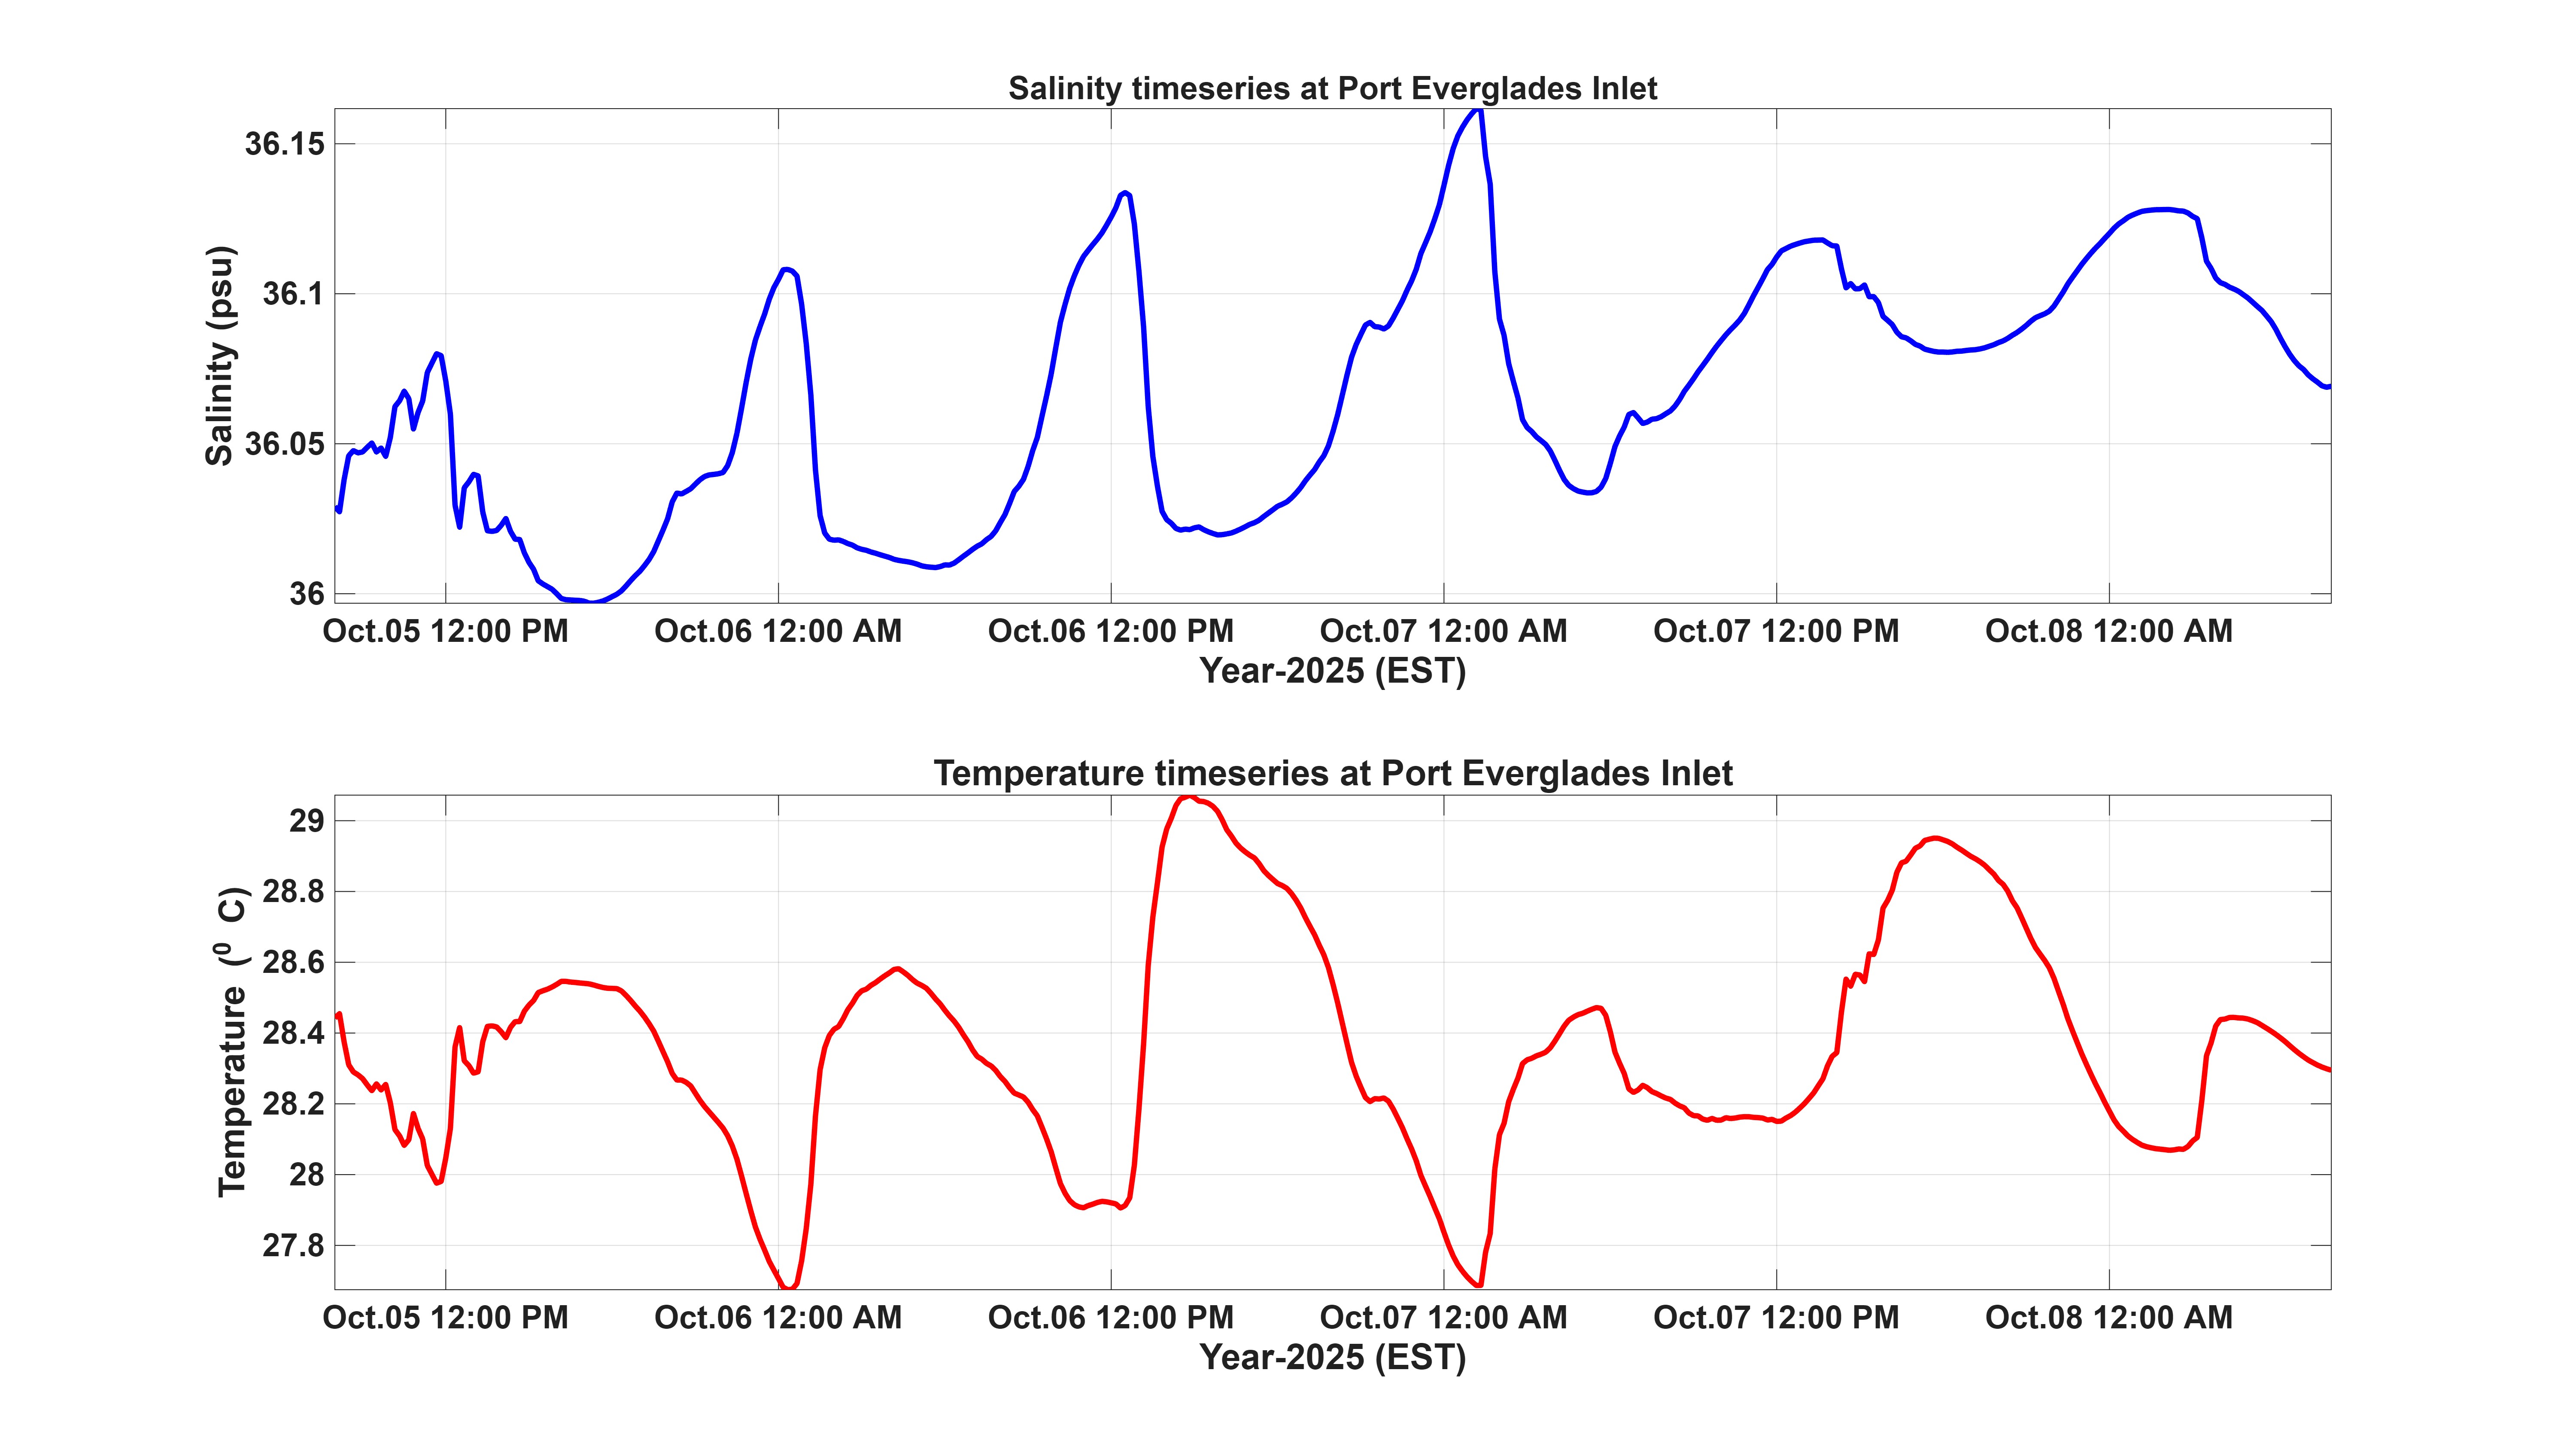 Salinity timeseries at Port Everglades Inlet
36.15
36.1
36.05
36
Salinity (psu)
Oct.05 12:00 PM Oct.06 12:00 AM Oct.06 12:00 PM Oct.07 12:00 AM Oct.07 12:00 PM Oct.08 12:00 AM
Year-2025 (EST)
Temperature timeseries at Port Everglades Inlet
29
28.8
28.6
28.4
28.2
28
27.8
Temperature (⁰ C)
Oct.05 12:00 PM Oct.06 12:00 AM Oct.06 12:00 PM Oct.07 12:00 AM Oct.07 12:00 PM Oct.08 12:00 AM
Year-2025 (EST)